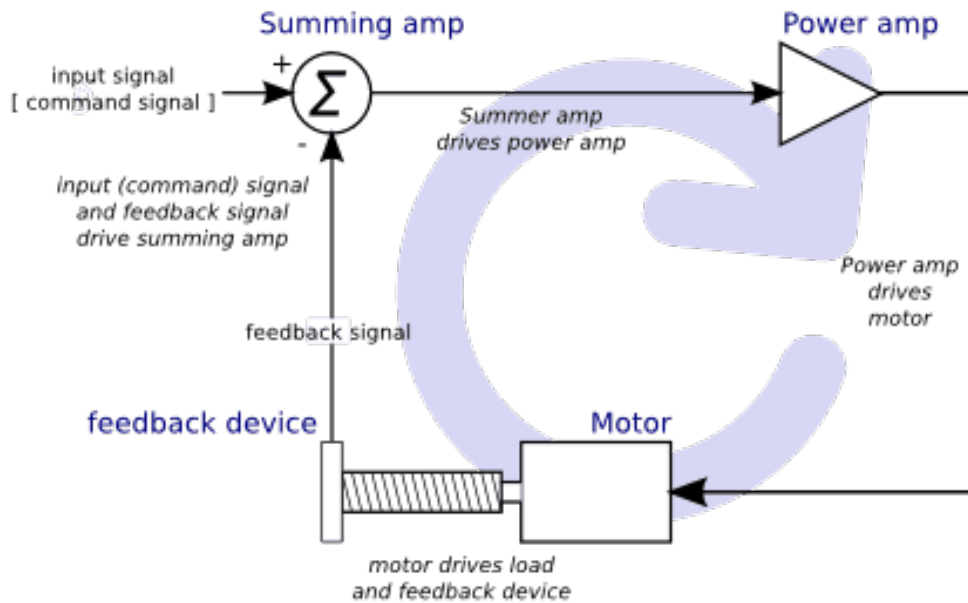 Summing amp
Power amp
+
input signal
[ command signal ]
Σ
Summer amp
drives power amp
-
input (command) signal
and feedback signal
drive summing amp
Power amp
drives
motor
feedback signal
feedback device
Motor
motor drives load
and feedback device